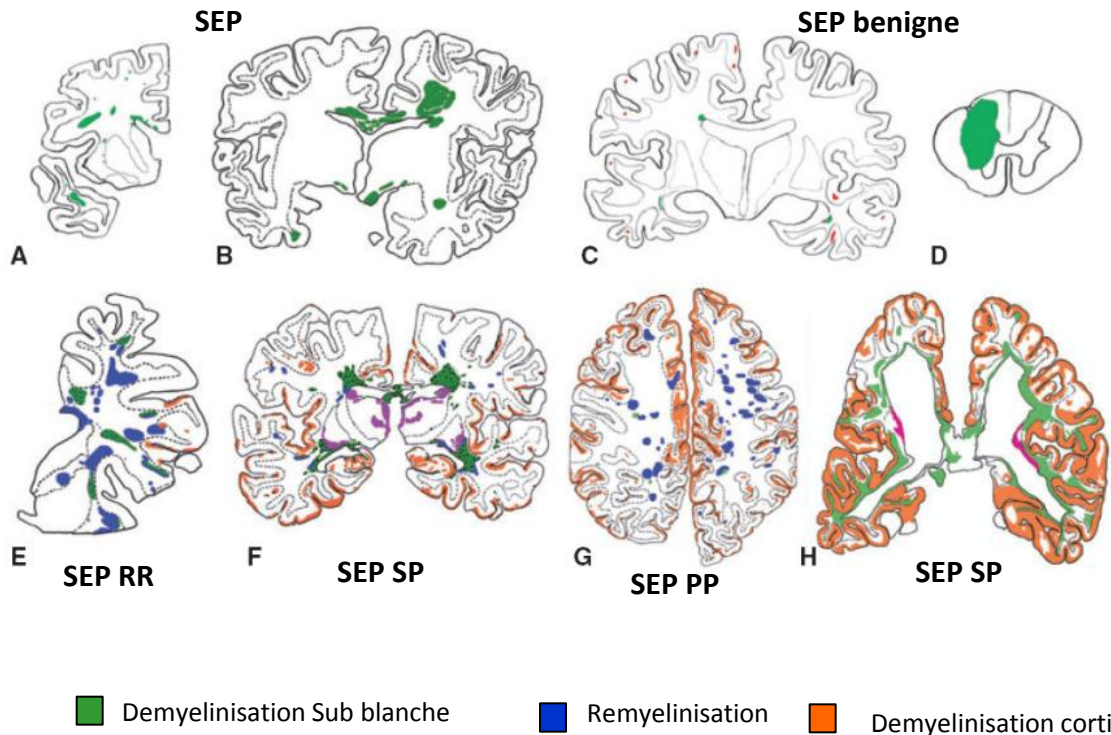 SEP
SEP benigne
A
B
C
D
E
SEP RR
F
SEP SP
G
SEP PP
H
SEP SP
Demyelinisation Sub blanche
Remyelinisation
Demyelinisation corti